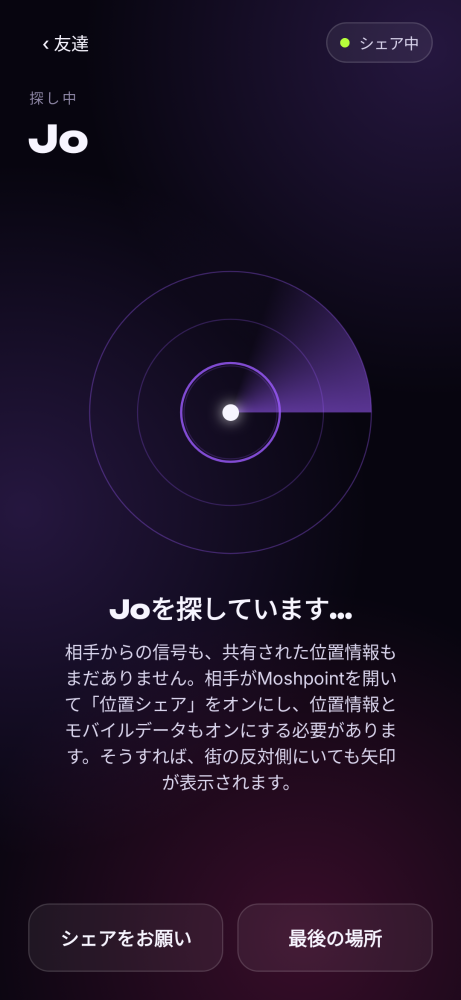 ‹ 友達
シェア中
探し中
Jo
Joを探しています...
相手からの信号も、共有された位置情報も
まだありません。相手がMoshpointを開い
て「位置シェア」をオンにし、位置情報と
モバイルデータもオンにする必要がありま
す。そうすれば、街の反対側にいても矢印
が表示されます。
シェアをお願い
最後の場所